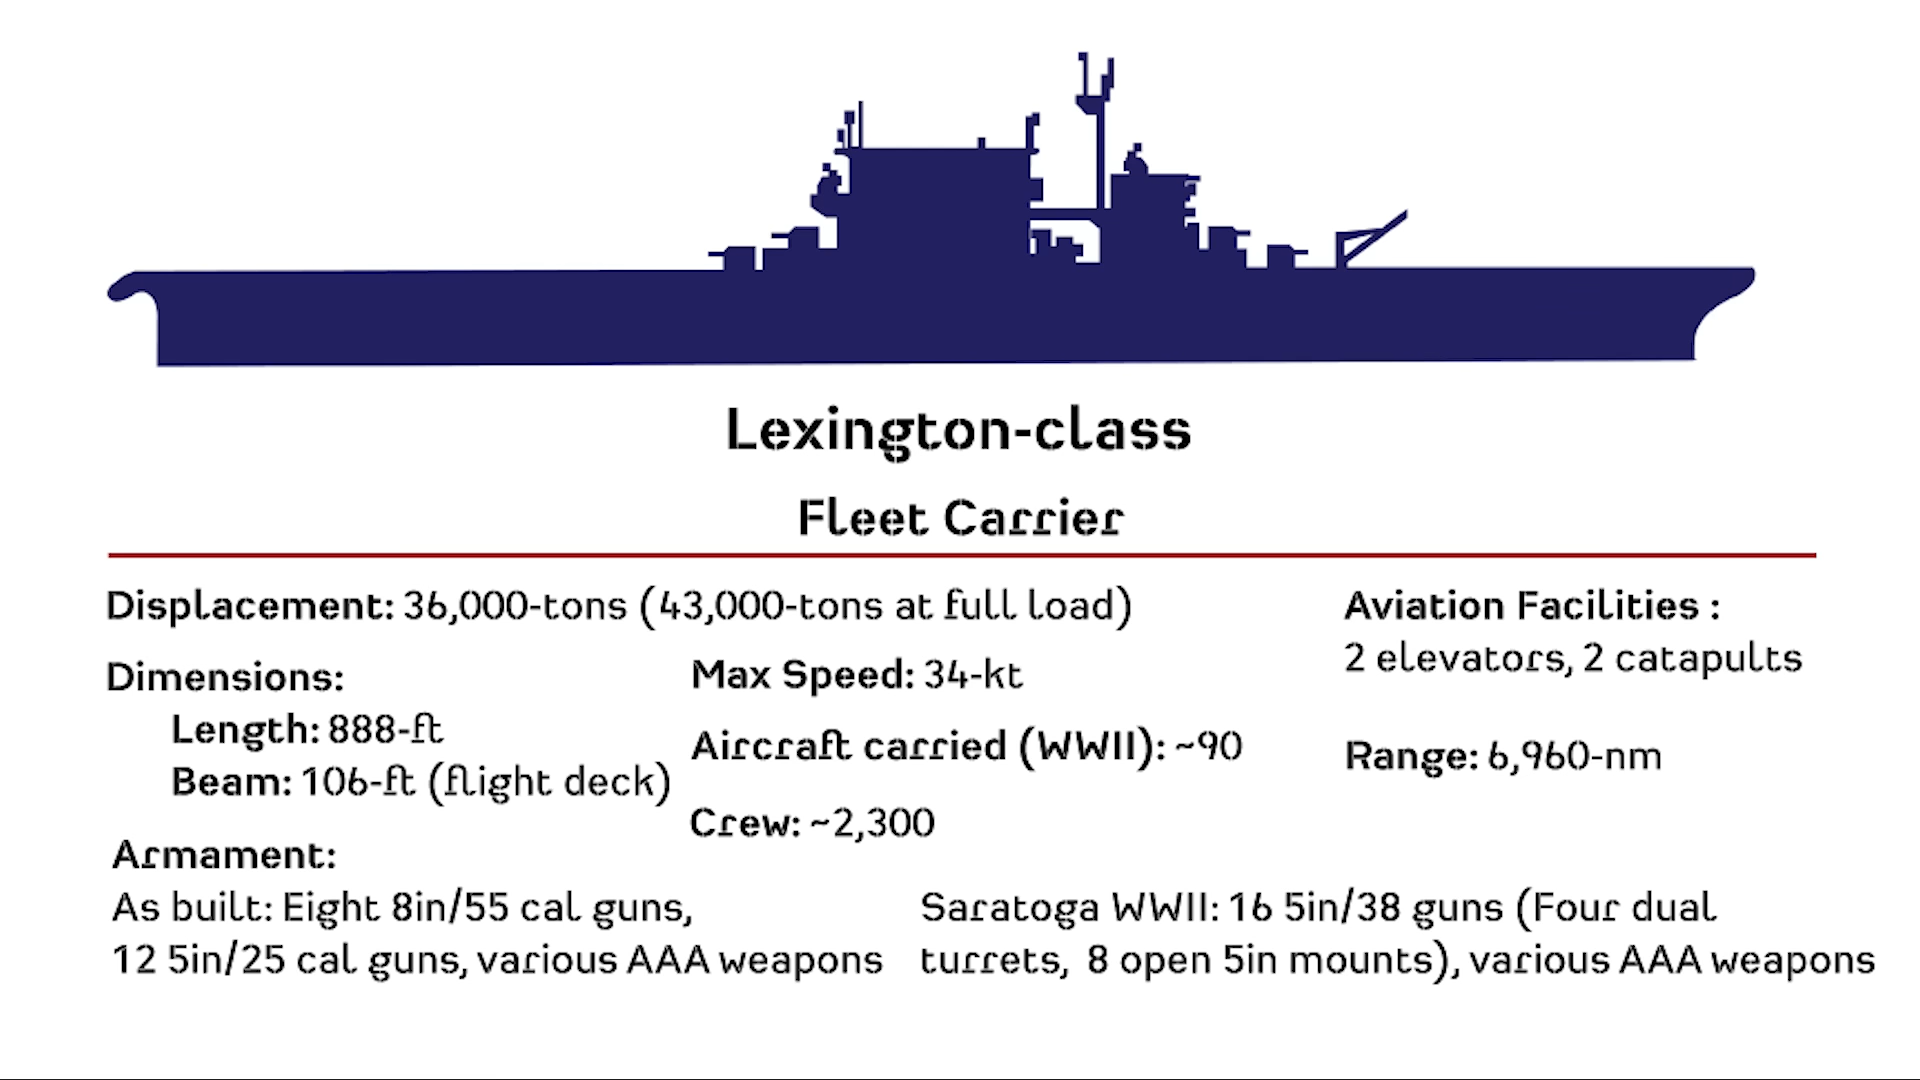 Lexington-class
Fleet Carrier
Displacement: 36,000-tons (43,000-tons at full load)
Dimensions:
Length: 888-ft
Beam: 106-ft (flight deck)
Max Speed: 34-kt
Aircraft carried (WWII): ~90
Crew: ~2,300
Aviation Facilities :
2 elevators, 2 catapults
Range: 6,960-nm
Armament:
As built: Eight 8in/55 cal guns,
12 5in/25 cal guns, various AAA weapons
Saratoga WWII: 16 5in/38 guns (Four dual
turrets, 8 open 5in mounts), various AAA weapons